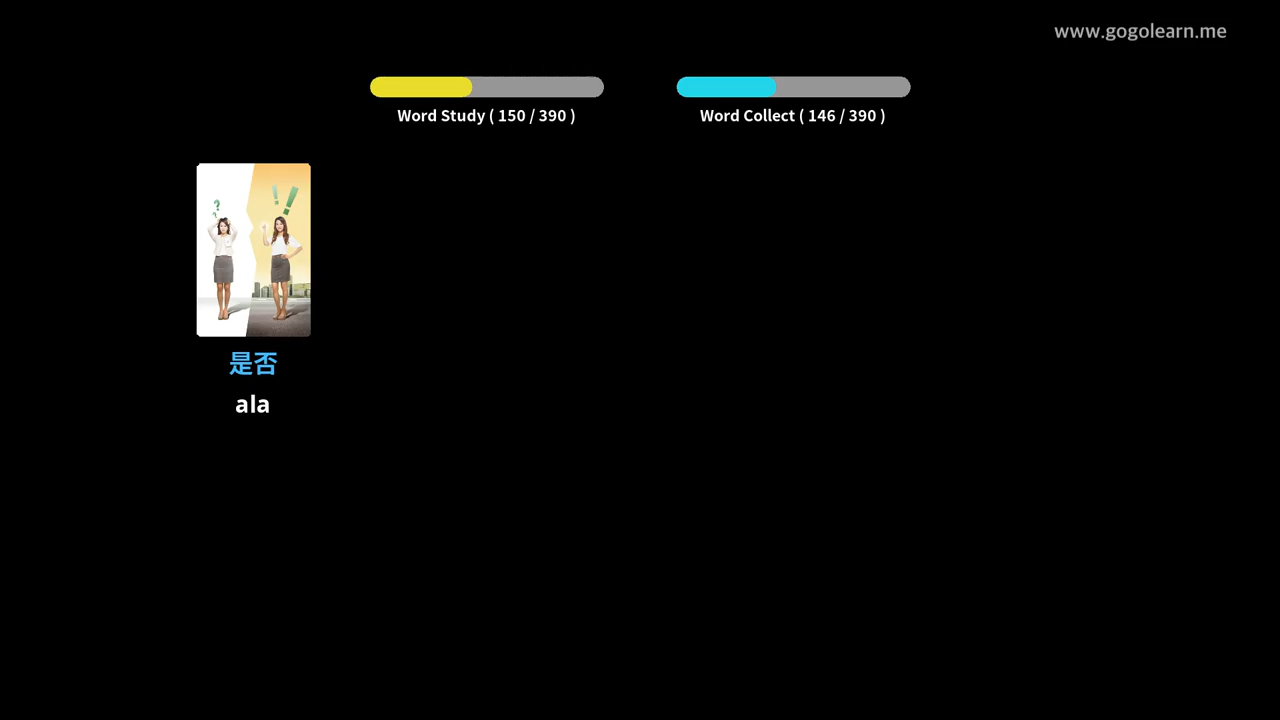 www.gogolearn.me
Word Study ( 150 / 390 )
Word Collect ( 146 / 390 )
? ?
! !
是否
ala